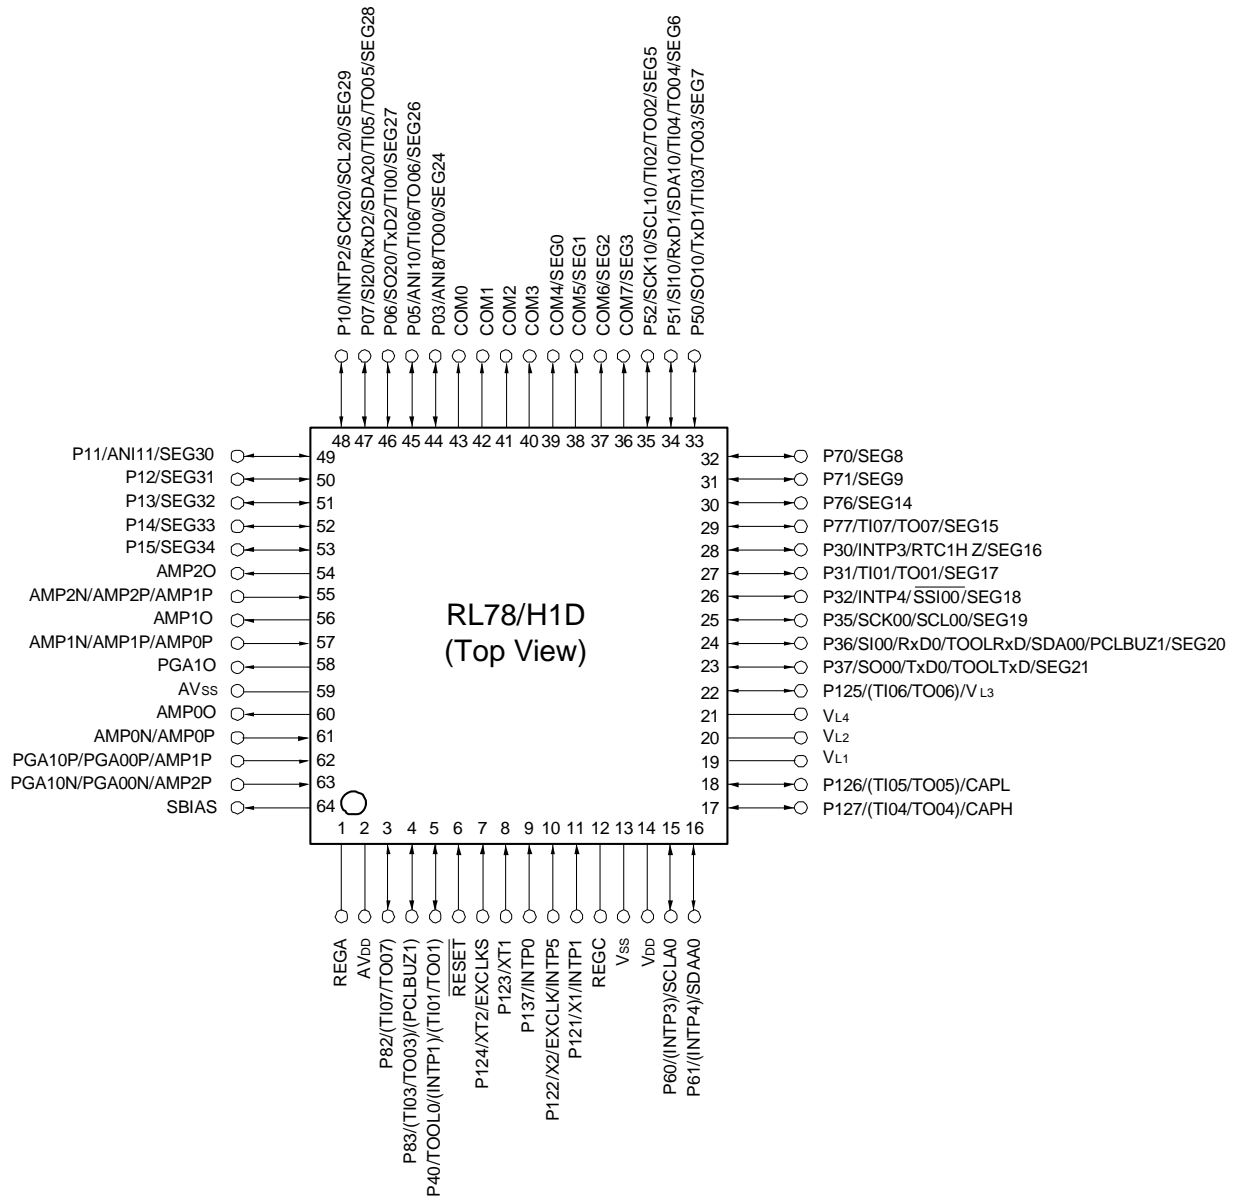 P10/INTP2/SCK20/SCL20/SEG29
P07/SI20/RxD2/SDA20/TI05/TO05/SEG28
P06/SO20/TxD2/TI00/SEG27
P05/ANI10/TI06/TO06/SEG26
P03/ANI8/TO00/SEG24
COM0
COM1
COM2
COM3
COM4/SEG0
COM5/SEG1
COM6/SEG2
COM7/SEG3
P52/SCK10/SCL10/TI02/TO02/SEG5
P51/SI10/RxD1/SDA10/TI04/TO04/SEG6
P50/SO10/TxD1/TI03/TO03/SEG7
48 47 46 45 44 43 42 41 40 39 38 37 36 35 34 33
P11/ANI11/SEG30 49
P12/SEG31 50
P13/SEG32 51
P14/SEG33 52
P15/SEG34 53
AMP2O 54
AMP2N/AMP2P/AMP1P 55
AMP1O 56
AMP1N/AMP1P/AMP0P 57
PGA1O 58
AVSS 59
AMP0O 60
AMP0N/AMP0P 61
PGA10P/PGA00P/AMP1P 62
PGA10N/PGA00N/AMP2P 63
SBIAS 64
RL78/H1D
(Top View)
32 P70/SEG8
31 P71/SEG9
30 P76/SEG14
29 P77/TI07/TO07/SEG15
28 P30/INTP3/RTC1H Z/SEG16
27 P31/TI01/TO01/SEG17
26 P32/INTP4/SSI00/SEG18
25 P35/SCK00/SCL00/SEG19
24 P36/SI00/RxD0/TOOLRxD/SDA00/PCLBUZ1/SEG20
23 P37/SO00/TxD0/TOOLTxD/SEG21
22 P125/(TI06/TO06)/VL3
21 VL4
20 VL2
19 VL1
18 P126/(TI05/TO05)/CAPL
17 P127/(TI04/TO04)/CAPH
1 2 3 4 5 6 7 8 9 10 11 12 13 14 15 16
REGA
AVDD
P82/(TI07/TO07)
P83/(TI03/TO03)/(PCLBUZ1)
P40/TOOL0/(INTP1)/(TI01/TO01)
RESET
P124/XT2/EXCLKS
P123/XT1
P137/INTP0
P122/X2/EXCLK/INTP5
P121/X1/INTP1
REGC
VSS
VDD
P60/(INTP3)/SCLA0
P61/(INTP4)/SDAA0